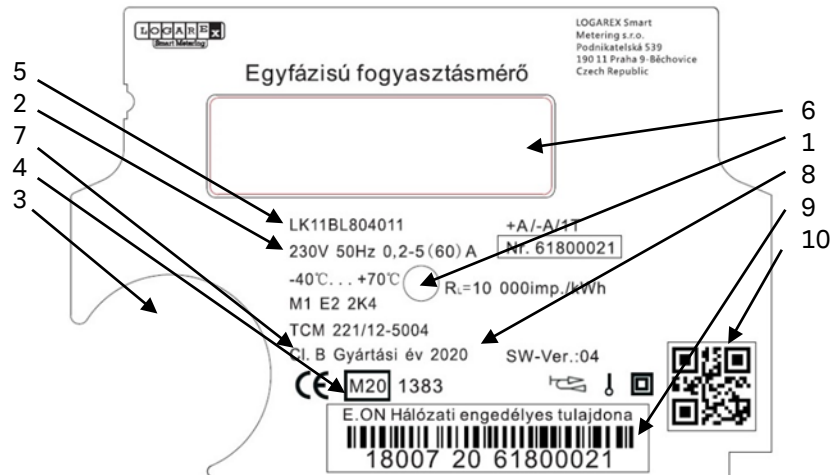 LOGAREX
Smart Metering
LOGAREX Smart
Metering s.r.o.
Podnikatelská 539
190 11 Praha 9-Běchovice
Czech Republic
Egyfázisú fogyasztásmérő
5
2
7
4
3
6
1
8
9
10
LK11BL804011 +A/-A/1T
230V 50Hz 0,2-5(60)A Nr. 61800021
-40℃...+70℃ RL=10 000imp./kWh
M1 E2 2K4
TCM 221/12-5004
Cl. B Gyártási év 2020 SW-Ver.:04
CE M20 1383
E.ON Hálózati engedélyes tulajdona
18007 20 61800021